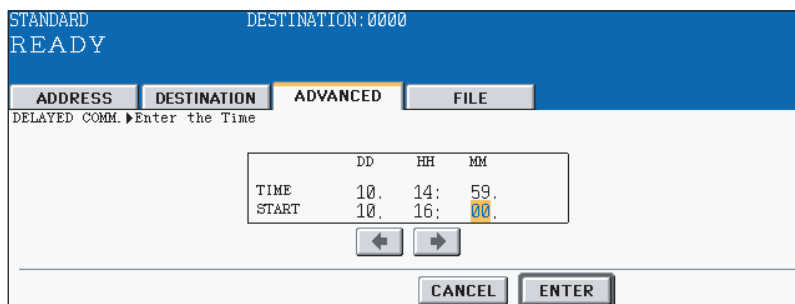 STANDARD DESTINATION:0000
READY
ADDRESS DESTINATION ADVANCED FILE
DELAYED COMM.▶Enter the Time
DD HH MM
TIME 10. 14: 59.
START 10. 16: 00.
CANCEL ENTER